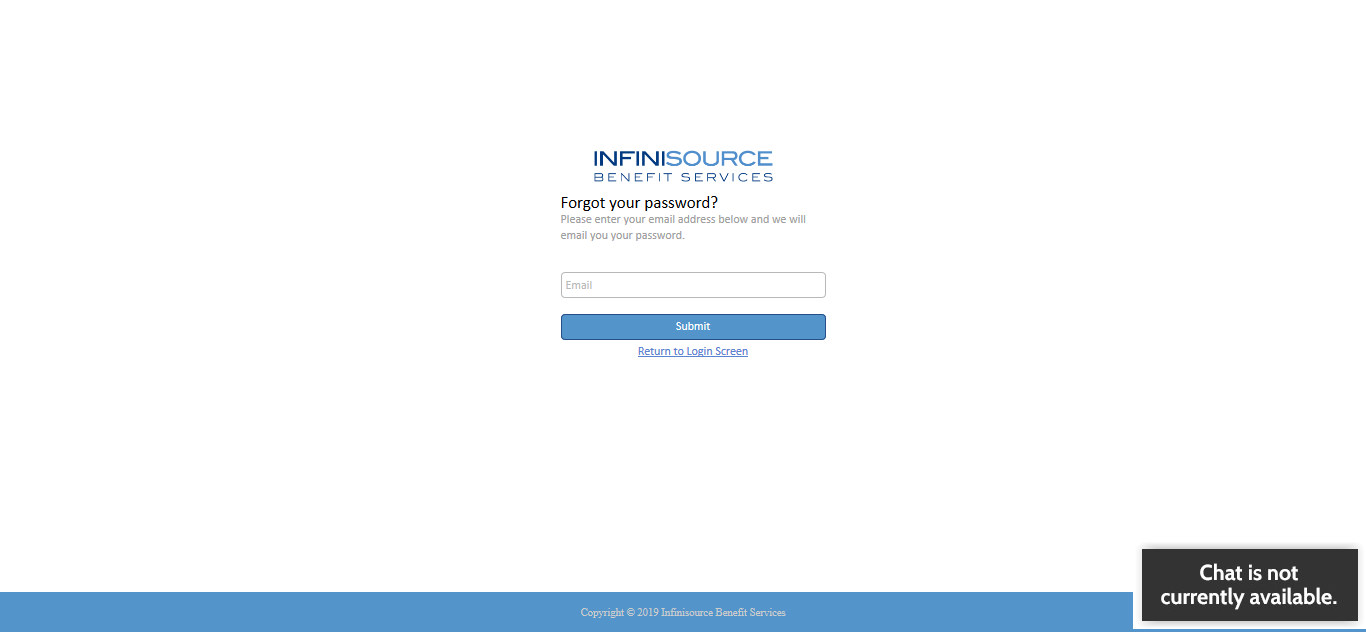 INFINISOURCE
BENEFIT SERVICES
Forgot your password?
Please enter your email address below and we will
email you your password.
Email
Submit
Return to Login Screen
Chat is not
currently available.
Copyright © 2019 Infinisource Benefit Services